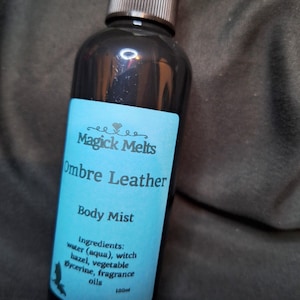 Magick Melts
Ombre Leather
Body Mist
ingredients:
water (aqua), witch
hazel, vegetable
glycerine, fragrance
oils
100ml